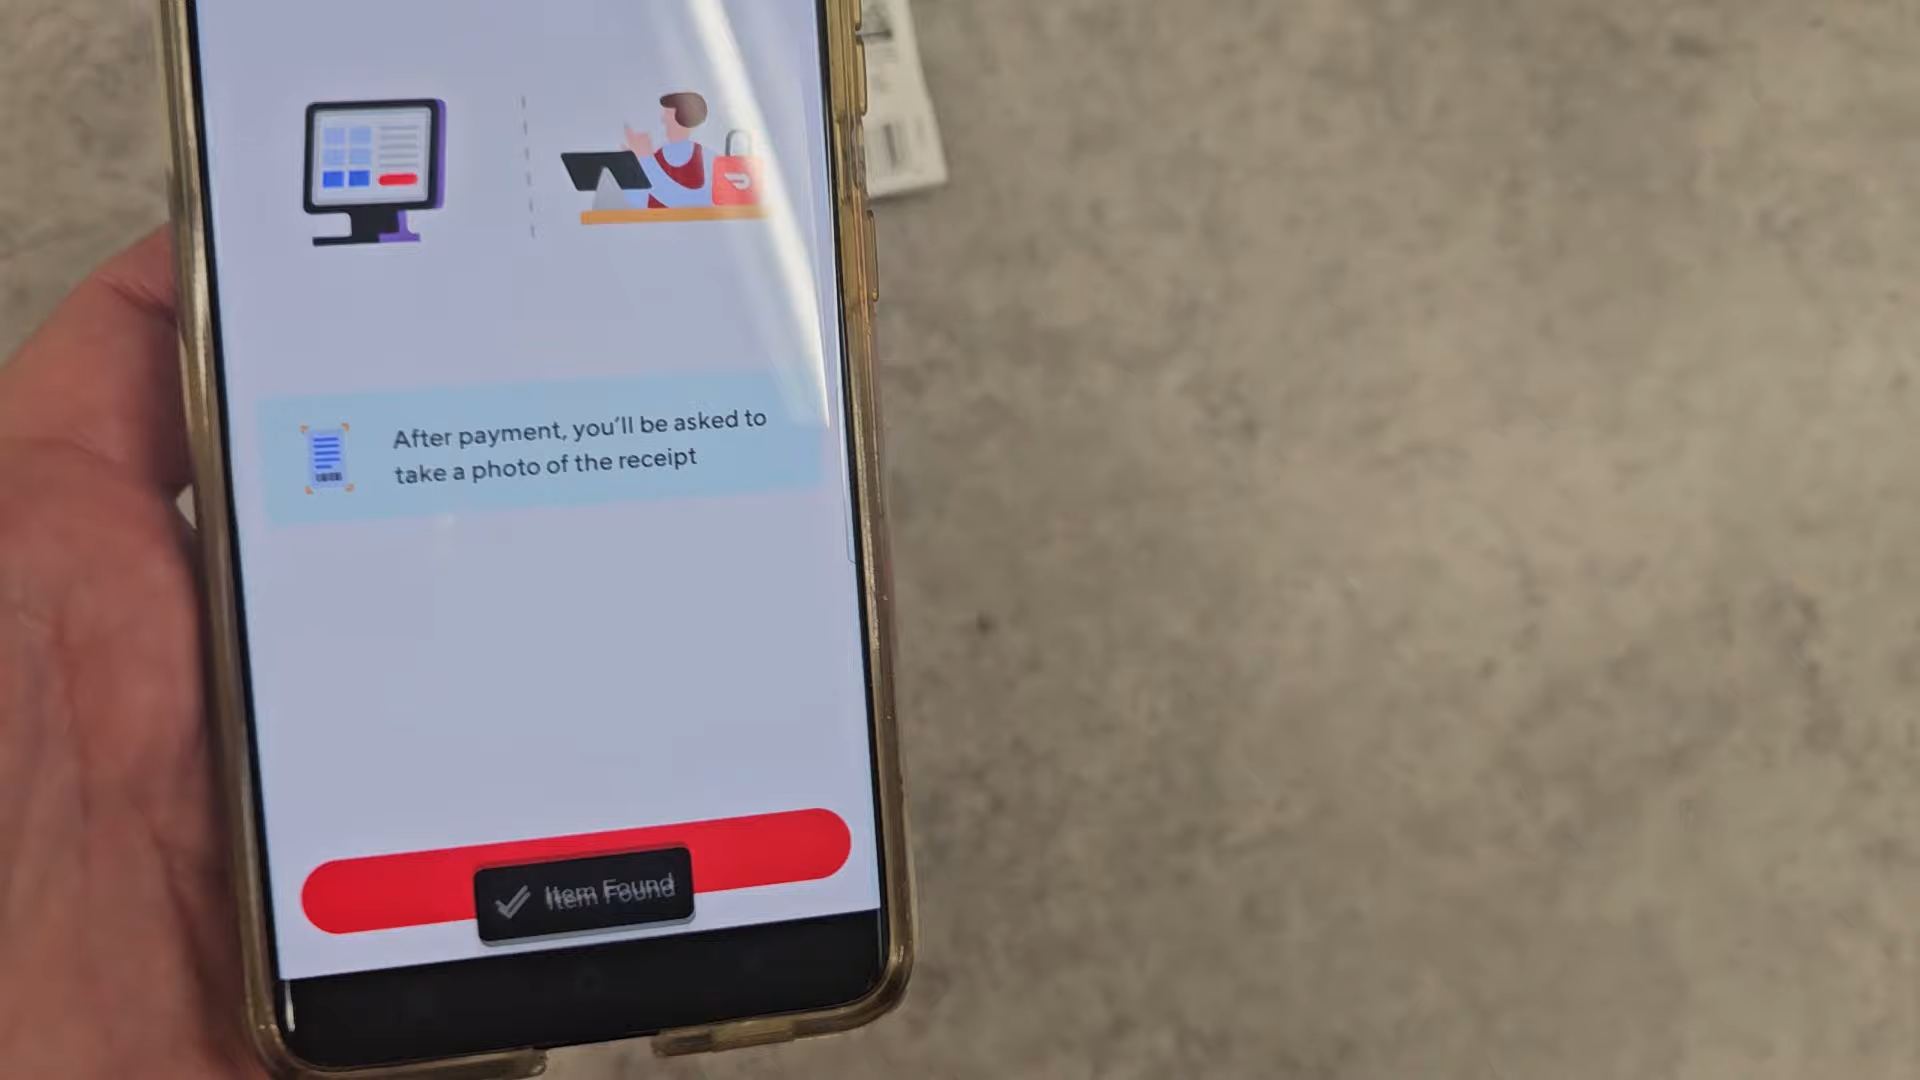 After payment, you'll be asked to
take a photo of the receipt
Item Found